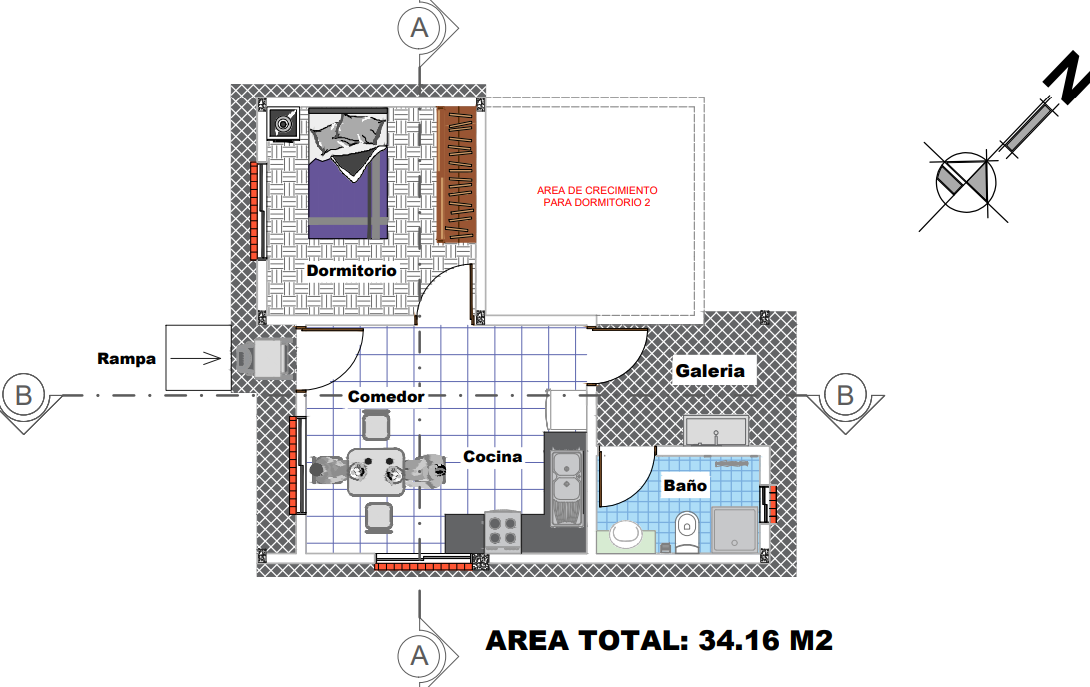 A
N
AREA DE CRECIMIENTO
PARA DORMITORIO 2
Dormitorio
Rampa
Galeria
B
Comedor
B
Cocina
Baño
AREA TOTAL: 34.16 M2
A